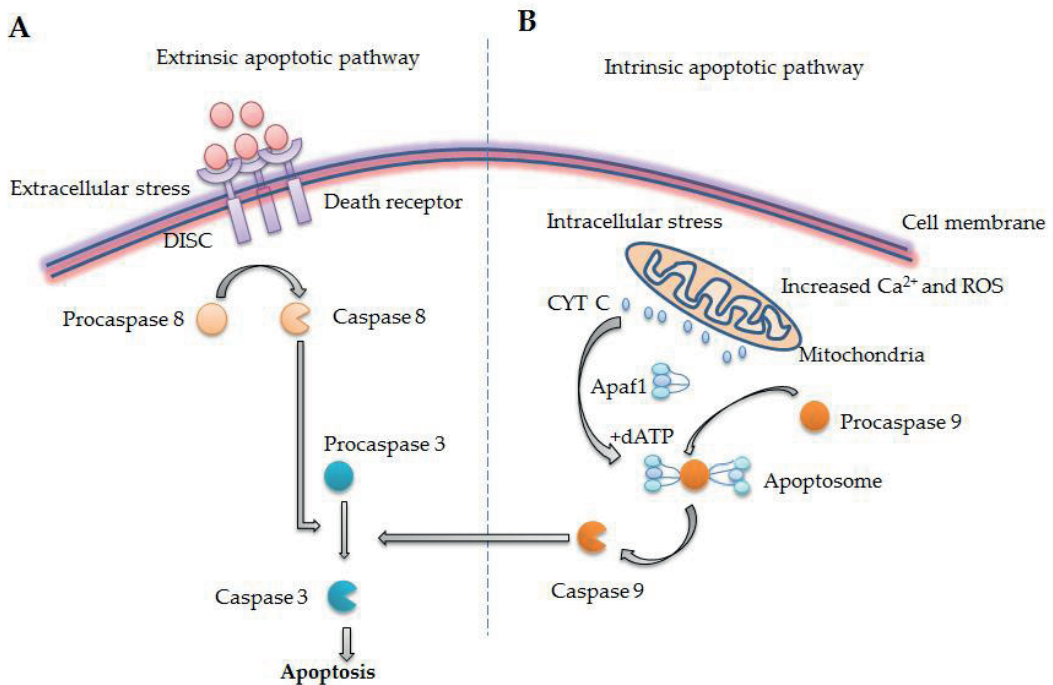 A
Extrinsic apoptotic pathway
Extracellular stress
Death receptor
DISC
Procaspase 8
Caspase 8
Procaspase 3
Caspase 3
Apoptosis
B
Intrinsic apoptotic pathway
Cell membrane
Intracellular stress
Increased Ca²⁺ and ROS
CYT C
Mitochondria
Apaf1
Procaspase 9
+dATP
Apoptosome
Caspase 9